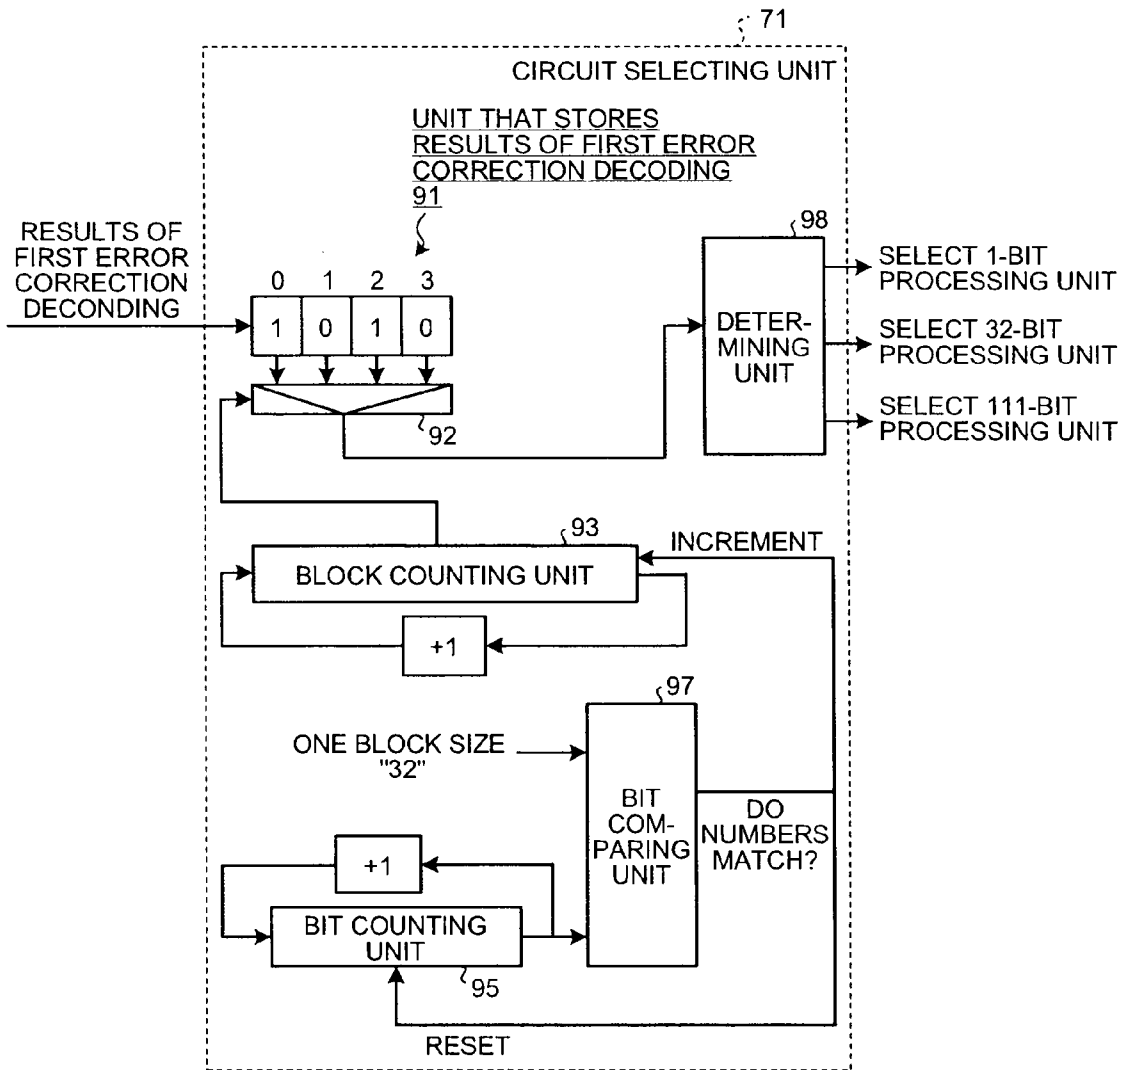 71
CIRCUIT SELECTING UNIT
UNIT THAT STORES
RESULTS OF FIRST ERROR
CORRECTION DECODING
91
RESULTS OF
FIRST ERROR
CORRECTION
DECONDING
0 1 2 3
1 0 1 0
92
98
DETER-
MINING
UNIT
SELECT 1-BIT
PROCESSING UNIT
SELECT 32-BIT
PROCESSING UNIT
SELECT 111-BIT
PROCESSING UNIT
93
BLOCK COUNTING UNIT
INCREMENT
+1
97
ONE BLOCK SIZE
"32"
BIT
COM-
PARING
UNIT
DO
NUMBERS
MATCH?
+1
BIT COUNTING
UNIT
95
RESET